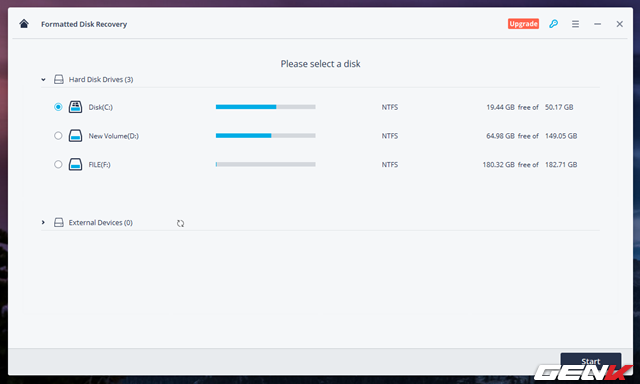 Formatted Disk Recovery
Upgrade
Please select a disk
Hard Disk Drives (3)
Disk(C:) NTFS 19.44 GB free of 50.17 GB
New Volume(D:) NTFS 64.98 GB free of 149.05 GB
FILE(F:) NTFS 180.32 GB free of 182.71 GB
External Devices (0)
Start
GENK